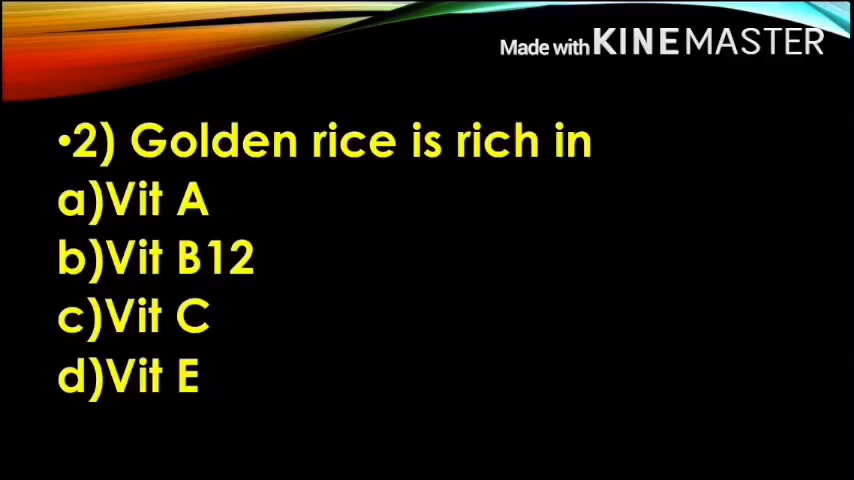 Made with KINEMASTER
•2) Golden rice is rich in
a)Vit A
b)Vit B12
c)Vit C
d)Vit E